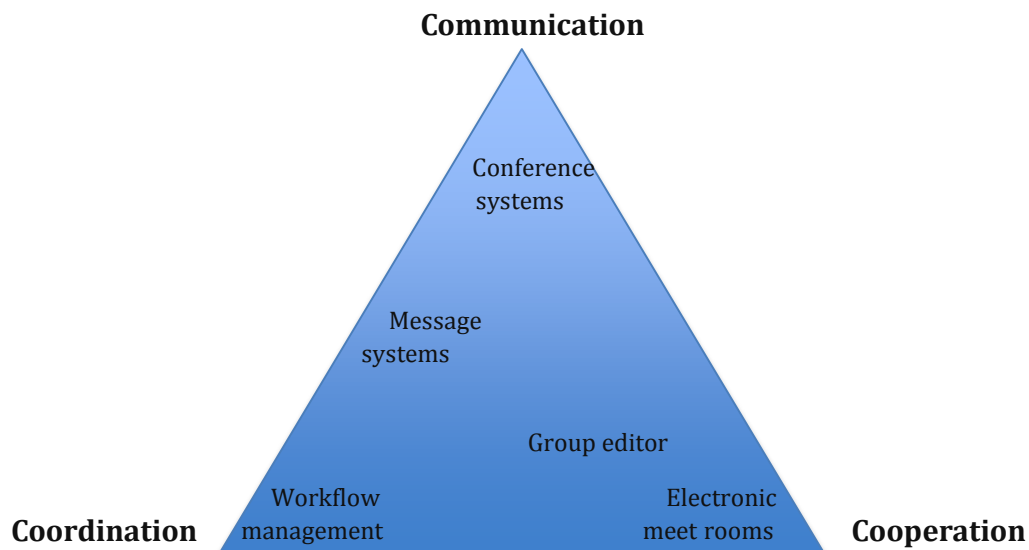 Communication
Conference
systems
Message
systems
Group editor
Workflow
management
Electronic
meet rooms
Coordination
Cooperation